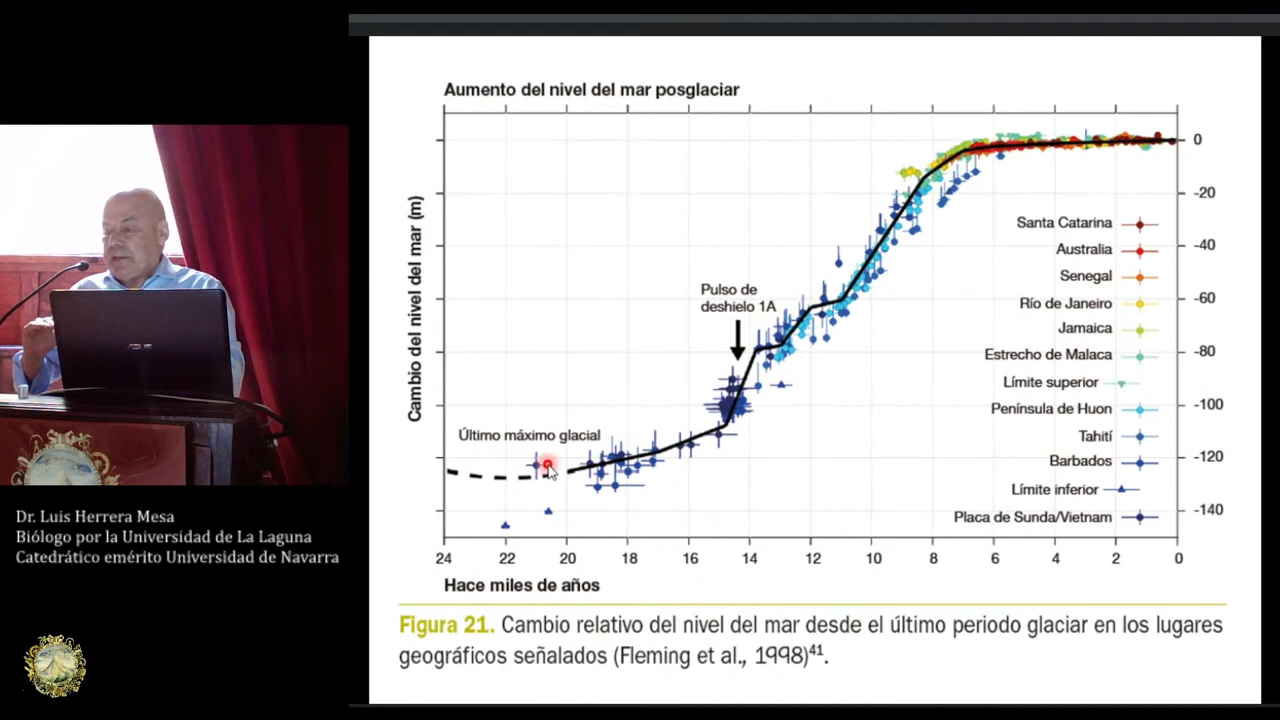 Aumento del nivel del mar posglaciar
Cambio del nivel del mar (m)
0
-20
-40
-60
-80
-100
-120
-140
Santa Catarina
Australia
Senegal
Río de Janeiro
Jamaica
Estrecho de Malaca
Límite superior
Península de Huon
Tahití
Barbados
Límite inferior
Placa de Sunda/Vietnam
Pulso de
deshielo 1A
Último máximo glacial
24 22 20 18 16 14 12 10 8 6 4 2 0
Hace miles de años
Figura 21. Cambio relativo del nivel del mar desde el último periodo glaciar en los lugares
geográficos señalados (Fleming et al., 1998)⁴¹.
ASUS
Dr. Luis Herrera Mesa
Biólogo por la Universidad de La Laguna
Catedrático emérito Universidad de Navarra